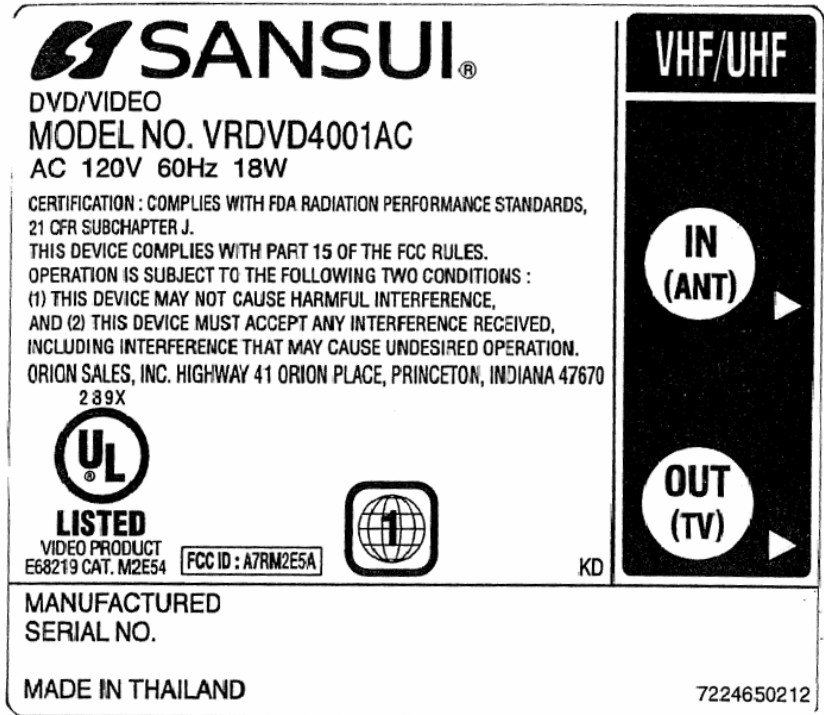 SANSUI®
DVD/VIDEO
MODEL NO. VRDVD4001AC
AC 120V 60Hz 18W
CERTIFICATION : COMPLIES WITH FDA RADIATION PERFORMANCE STANDARDS,
21 CFR SUBCHAPTER J.
THIS DEVICE COMPLIES WITH PART 15 OF THE FCC RULES.
OPERATION IS SUBJECT TO THE FOLLOWING TWO CONDITIONS :
(1) THIS DEVICE MAY NOT CAUSE HARMFUL INTERFERENCE,
AND (2) THIS DEVICE MUST ACCEPT ANY INTERFERENCE RECEIVED,
INCLUDING INTERFERENCE THAT MAY CAUSE UNDESIRED OPERATION.
ORION SALES, INC. HIGHWAY 41 ORION PLACE, PRINCETON, INDIANA 47670
289X
UL®
LISTED
VIDEO PRODUCT
E68219 CAT. M2E54
FCC ID : A7RM2E5A
1
KD
VHF/UHF
IN
(ANT)
OUT
(TV)
MANUFACTURED
SERIAL NO.
MADE IN THAILAND
7224650212